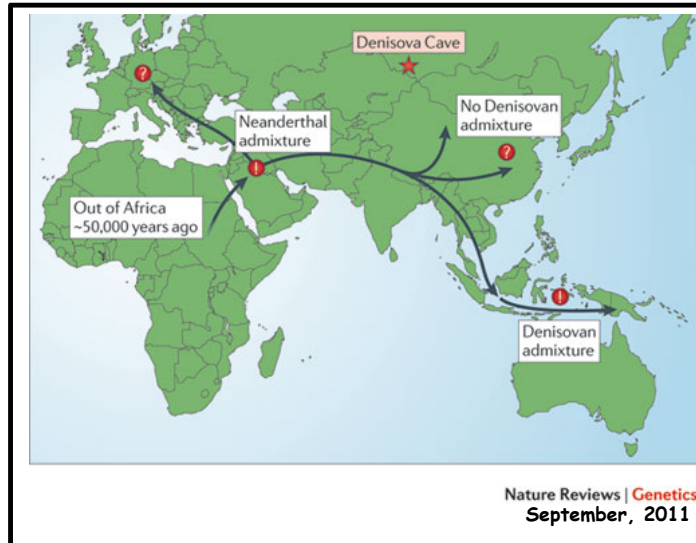 Denisova Cave
?
Neanderthal
admixture
No Denisovan
admixture
?
!
Out of Africa
~50,000 years ago
!
Denisovan
admixture
Nature Reviews | Genetics
September, 2011